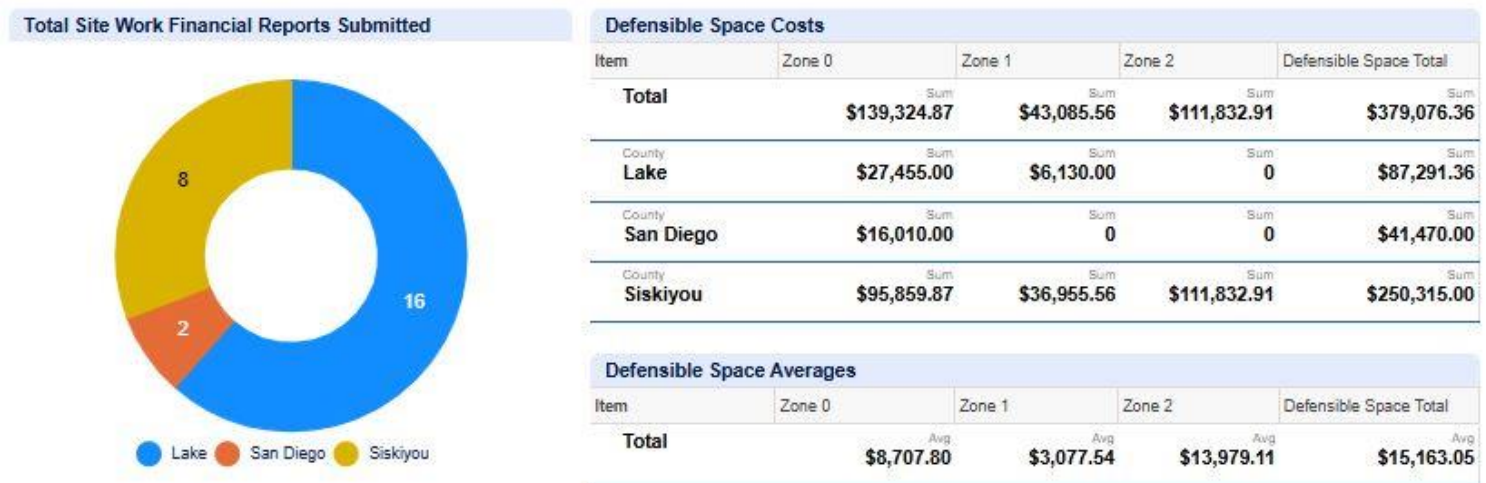 Total Site Work Financial Reports Submitted
8
16
2
Lake San Diego Siskiyou
Defensible Space Costs
Item Zone 0 Zone 1 Zone 2 Defensible Space Total
Sum Sum Sum Sum
Total $139,324.87 $43,085.56 $111,832.91 $379,076.36
County Sum Sum Sum Sum
Lake $27,455.00 $6,130.00 0 $87,291.36
County Sum Sum Sum Sum
San Diego $16,010.00 0 0 $41,470.00
County Sum Sum Sum Sum
Siskiyou $95,859.87 $36,955.56 $111,832.91 $250,315.00
Defensible Space Averages
Item Zone 0 Zone 1 Zone 2 Defensible Space Total
Avg Avg Avg Avg
Total $8,707.80 $3,077.54 $13,979.11 $15,163.05